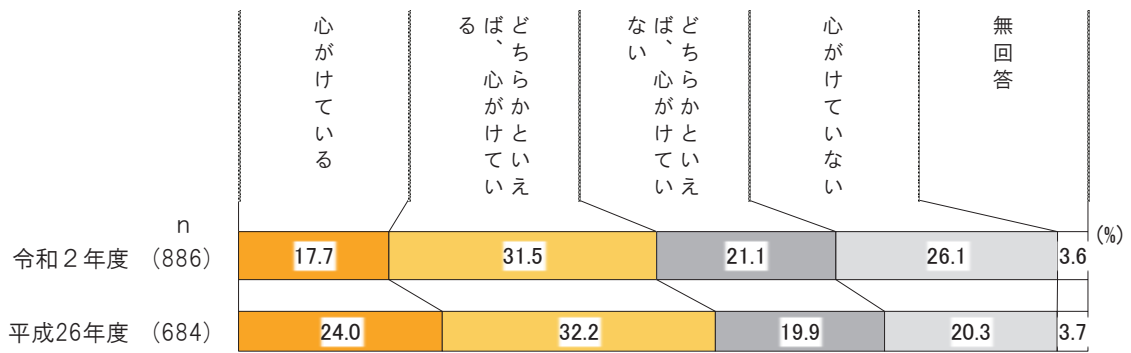 心がけている
どちらかといえ
ば、心がけてい
る
どちらかといえ
ば、心がけてい
ない
心がけていない
無回答
n
(%)
令和２年度 (886) 17.7 31.5 21.1 26.1 3.6
平成26年度 (684) 24.0 32.2 19.9 20.3 3.7